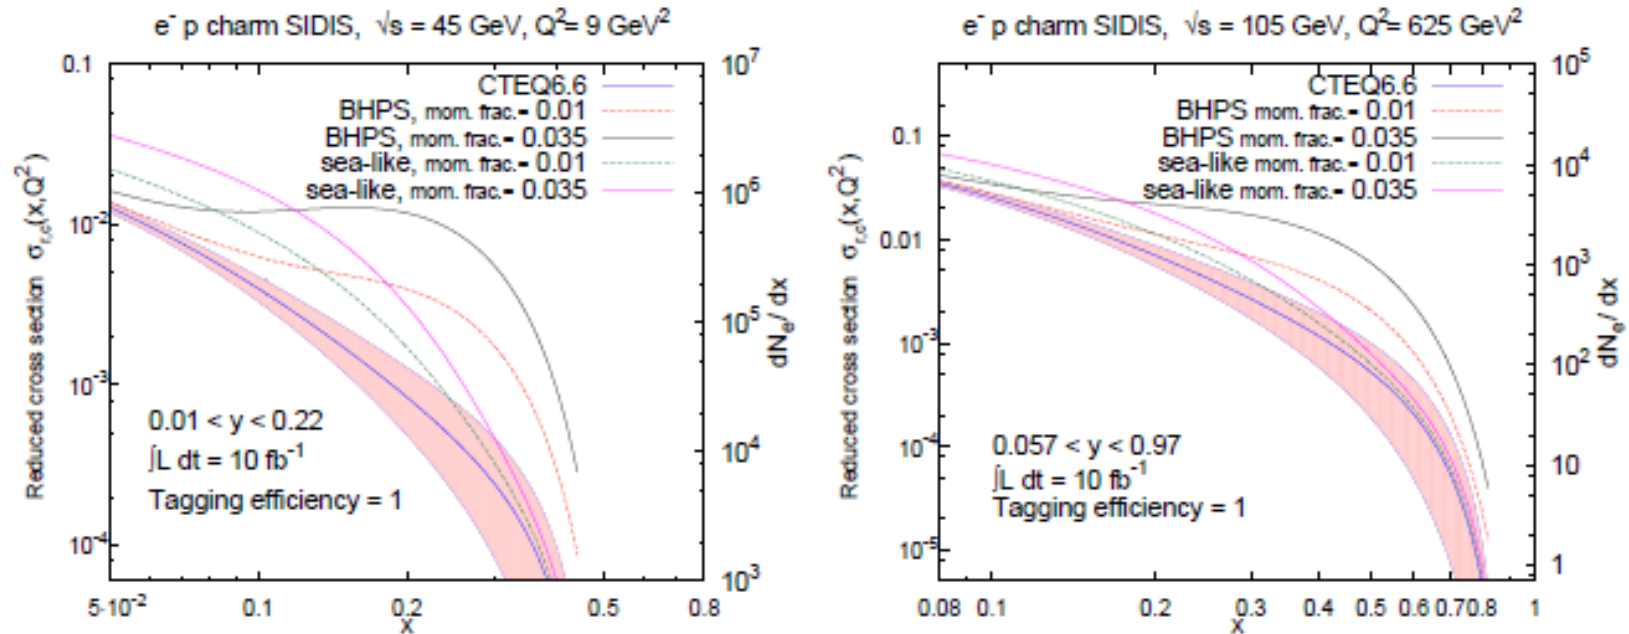 e⁻ p charm SIDIS, √s = 45 GeV, Q²= 9 GeV²
0.1
10⁷
CTEQ6.6
BHPS, mom. frac.= 0.01
BHPS, mom. frac.= 0.035
sea-like, mom. frac.= 0.01
sea-like, mom. frac.= 0.035
10⁶
10⁻²
10⁵
10⁻³
0.01 < y < 0.22
∫L dt = 10 fb⁻¹
Tagging efficiency = 1
10⁴
10⁻⁴
10³
5·10⁻²
0.1
0.2
0.5
0.8
x
Reduced cross section σr,c(x,Q²)
dNe/ dx
e⁻ p charm SIDIS, √s = 105 GeV, Q²= 625 GeV²
10⁵
CTEQ6.6
BHPS mom. frac.= 0.01
BHPS mom. frac.= 0.035
sea-like mom. frac.= 0.01
sea-like mom. frac.= 0.035
0.1
10⁴
0.01
10³
10⁻³
10²
0.057 < y < 0.97
∫L dt = 10 fb⁻¹
Tagging efficiency = 1
10⁻⁴
10
10⁻⁵
1
0.08 0.1
0.2
0.3
0.4
0.5
0.6
0.7
0.8
1
x
Reduced cross section σr,c(x,Q²)
dNe/ dx